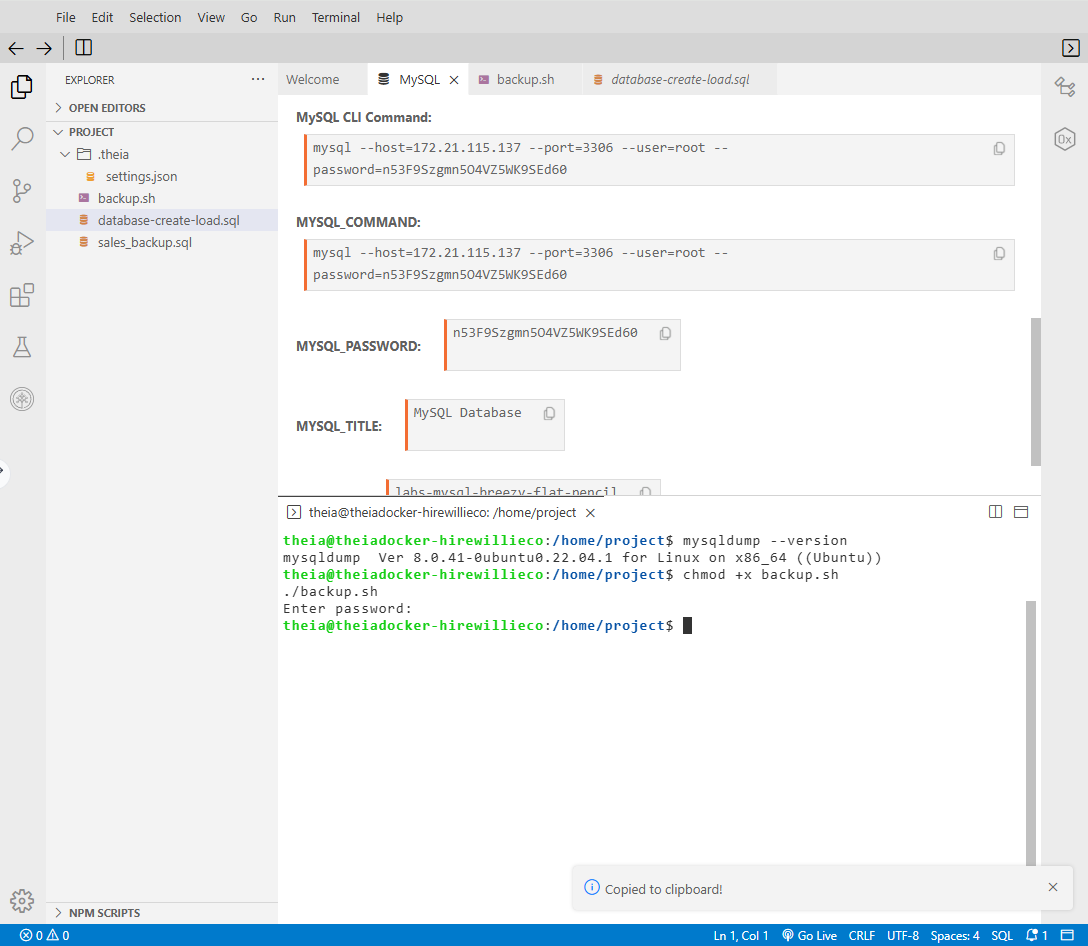 File Edit Selection View Go Run Terminal Help
EXPLORER
OPEN EDITORS
PROJECT
.theia
settings.json
backup.sh
database-create-load.sql
sales_backup.sql
NPM SCRIPTS
Welcome MySQL backup.sh database-create-load.sql
0x
MySQL CLI Command:
mysql --host=172.21.115.137 --port=3306 --user=root --
password=n53F9Szgmn5O4VZ5WK9SEd60
MYSQL_COMMAND:
mysql --host=172.21.115.137 --port=3306 --user=root --
password=n53F9Szgmn5O4VZ5WK9SEd60
MYSQL_PASSWORD: n53F9Szgmn5O4VZ5WK9SEd60
MYSQL_TITLE: MySQL Database
labs-mysql-breezy-flat-pencil
theia@theiadocker-hirewillieco: /home/project
theia@theiadocker-hirewillieco:/home/project$ mysqldump --version
mysqldump  Ver 8.0.41-0ubuntu0.22.04.1 for Linux on x86_64 ((Ubuntu))
theia@theiadocker-hirewillieco:/home/project$ chmod +x backup.sh
./backup.sh
Enter password:
theia@theiadocker-hirewillieco:/home/project$
Copied to clipboard!
0 0 Ln 1, Col 1 Go Live CRLF UTF-8 Spaces: 4 SQL 1